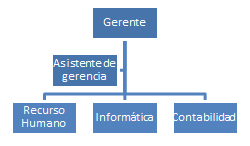 Gerente
Asistente de
gerencia
Recurso
Humano
Informática
Contabilidad